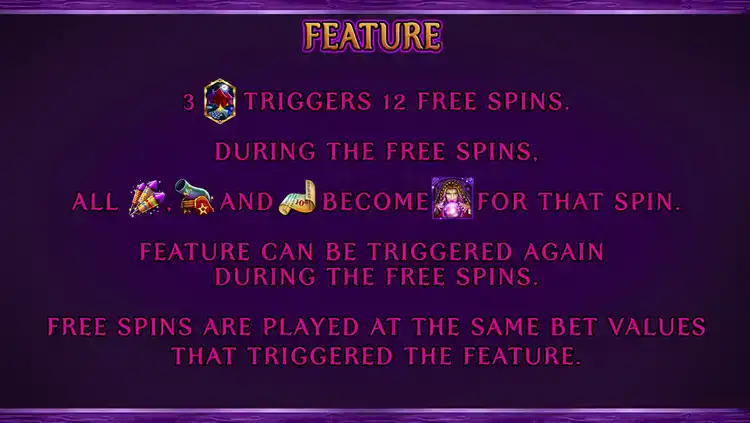 FEATURE
3 TRIGGERS 12 FREE SPINS.
DURING THE FREE SPINS,
ALL , AND BECOME FOR THAT SPIN.
FEATURE CAN BE TRIGGERED AGAIN
DURING THE FREE SPINS.
FREE SPINS ARE PLAYED AT THE SAME BET VALUES
THAT TRIGGERED THE FEATURE.